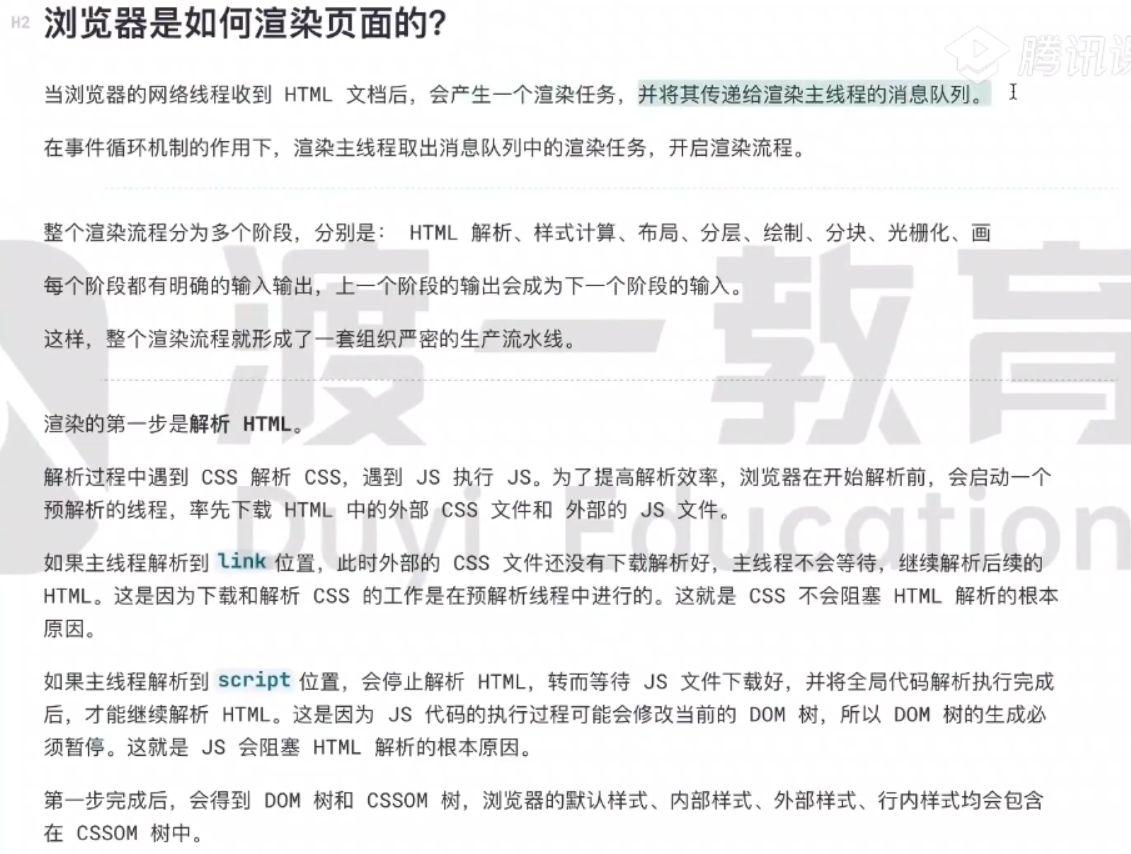 H2 浏览器是如何渲染页面的?
腾讯课
当浏览器的网络线程收到 HTML 文档后，会产生一个渲染任务，并将其传递给渲染主线程的消息队列。
在事件循环机制的作用下，渲染主线程取出消息队列中的渲染任务，开启渲染流程。
整个渲染流程分为多个阶段，分别是： HTML 解析、样式计算、布局、分层、绘制、分块、光栅化、画
每个阶段都有明确的输入输出，上一个阶段的输出会成为下一个阶段的输入。
这样，整个渲染流程就形成了一套组织严密的生产流水线。
渡一教育
Duyi Education
渲染的第一步是解析 HTML。
解析过程中遇到 CSS 解析 CSS，遇到 JS 执行 JS。为了提高解析效率，浏览器在开始解析前，会启动一个
预解析的线程，率先下载 HTML 中的外部 CSS 文件和 外部的 JS 文件。
如果主线程解析到 link 位置，此时外部的 CSS 文件还没有下载解析好，主线程不会等待，继续解析后续的
HTML。这是因为下载和解析 CSS 的工作是在预解析线程中进行的。这就是 CSS 不会阻塞 HTML 解析的根本
原因。
如果主线程解析到 script 位置，会停止解析 HTML，转而等待 JS 文件下载好，并将全局代码解析执行完成
后，才能继续解析 HTML。这是因为 JS 代码的执行过程可能会修改当前的 DOM 树，所以 DOM 树的生成必
须暂停。这就是 JS 会阻塞 HTML 解析的根本原因。
第一步完成后，会得到 DOM 树和 CSSOM 树，浏览器的默认样式、内部样式、外部样式、行内样式均会包含
在 CSSOM 树中。